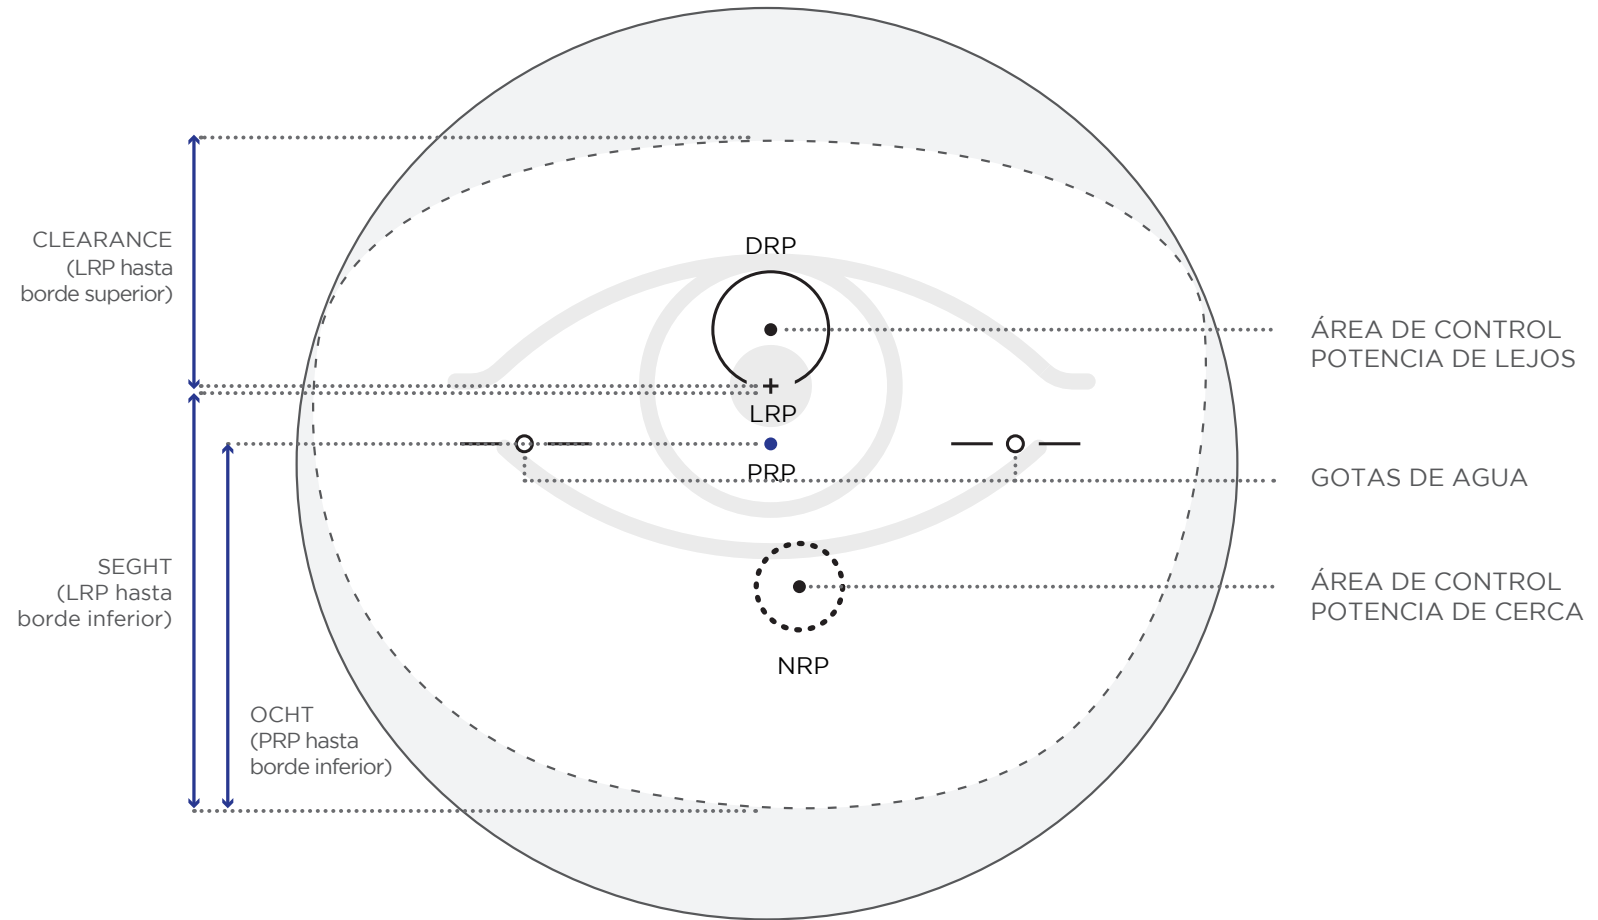 CLEARANCE
(LRP hasta
borde superior)
DRP
ÁREA DE CONTROL
POTENCIA DE LEJOS
LRP
PRP
GOTAS DE AGUA
SEGHT
(LRP hasta
borde inferior)
ÁREA DE CONTROL
POTENCIA DE CERCA
NRP
OCHT
(PRP hasta
borde inferior)